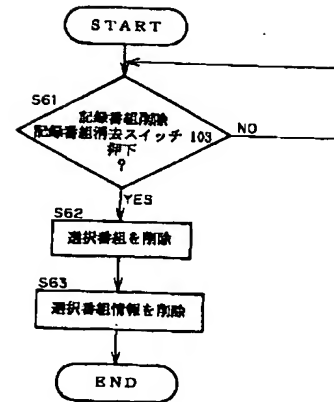 START
S61
記録番組削除
記録番組消去スイッチ 103
押下
?
NO
YES
S62
選択番組を削除
S63
選択番組情報を削除
END